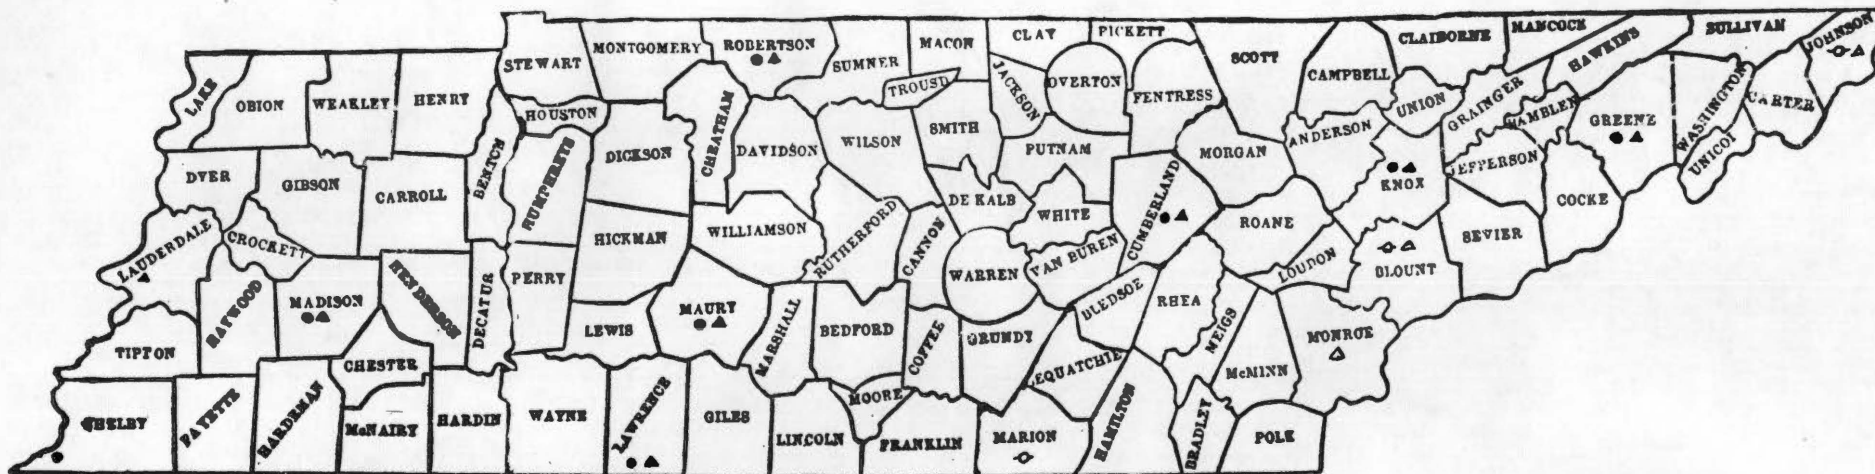 LAKE
OBION
WEAKLEY
HENRY
STEWART
MONTGOMERY
ROBERTSON
SUMNER
MACON
CLAY
PICKETT
SCOTT
CLAIBORNE
HANCOCK
HAWKINS
SULLIVAN
JOHNSON
HOUSTON
CHEATHAM
TROUSD
JACKSON
OVERTON
FENTRESS
CAMPBELL
UNION
GRAINGER
HAMBLEN
GREENE
WASHINGTON
CARTER
UNICOI
DYER
GIBSON
CARROLL
BENTON
HUMPHREYS
DICKSON
DAVIDSON
WILSON
SMITH
PUTNAM
MORGAN
ANDERSON
KNOX
JEFFERSON
COCKE
LAUDERDALE
CROCKETT
HICKMAN
WILLIAMSON
RUTHERFORD
CANNON
DE KALB
WHITE
CUMBERLAND
ROANE
LOUDON
BLOUNT
SEVIER
HAYWOOD
MADISON
HENDERSON
DECATUR
PERRY
LEWIS
MAURY
MARSHALL
BEDFORD
COFFEE
WARREN
VAN BUREN
GRUNDY
BLEDSOE
RHEA
MEIGS
MONROE
TIPTON
CHESTER
MOORE
SEQUATCHIE
McMINN
SHELBY
FAYETTE
HARDEMAN
McNAIRY
HARDIN
WAYNE
LAWRENCE
GILES
LINCOLN
FRANKLIN
MARION
HAMILTON
BRADLEY
POLK